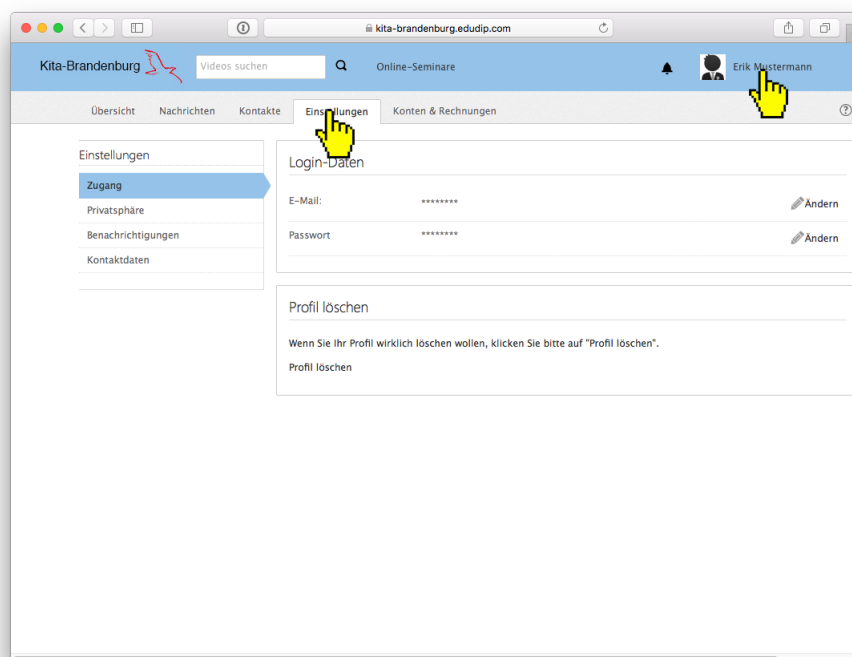 kita-brandenburg.edudip.com
Kita-Brandenburg Videos suchen Online-Seminare Erik Mustermann
Übersicht Nachrichten Kontakte Einstellungen Konten & Rechnungen
Einstellungen
Zugang
Privatsphäre
Benachrichtigungen
Kontaktdaten
Login-Daten
E-Mail: ******** Ändern
Passwort ******** Ändern
Profil löschen
Wenn Sie Ihr Profil wirklich löschen wollen, klicken Sie bitte auf "Profil löschen".
Profil löschen